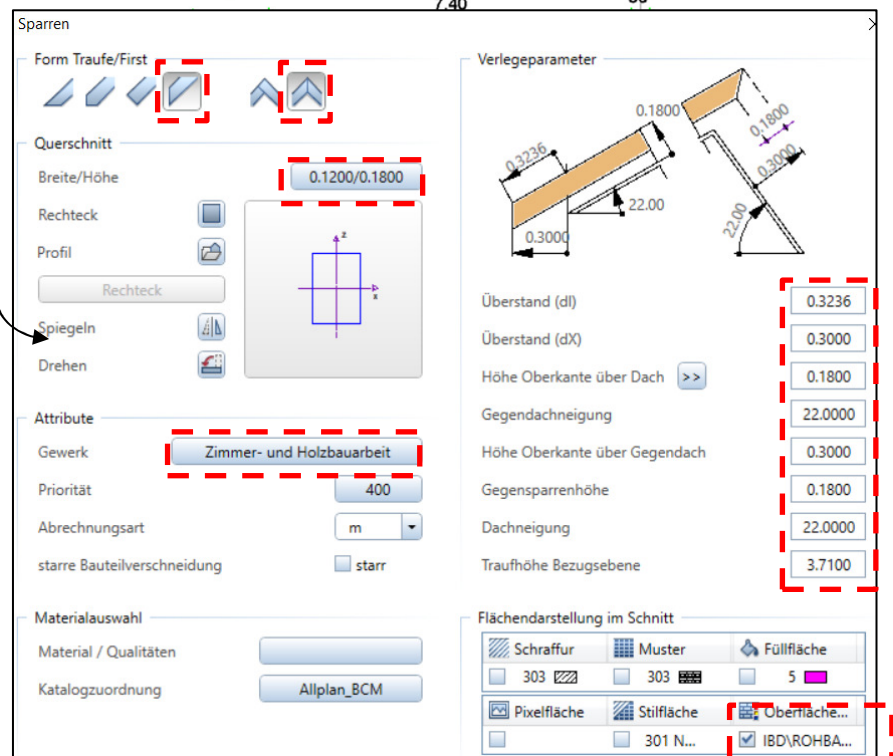 7.40
Sparren
Form Traufe/First
Querschnitt
Breite/Höhe 0.1200/0.1800
Rechteck
Profil
Rechteck
Spiegeln
Drehen
z
x
Attribute
Gewerk Zimmer- und Holzbauarbeit
Priorität 400
Abrechnungsart m
starre Bauteilverschneidung starr
Materialauswahl
Material / Qualitäten
Katalogzuordnung Allplan_BCM
Verlegeparameter
0.1800
0.1800
0.3236
0.3000
22.00
22.00
0.3000
Überstand (dl) 0.3236
Überstand (dX) 0.3000
Höhe Oberkante über Dach >> 0.1800
Gegendachneigung 22.0000
Höhe Oberkante über Gegendach 0.3000
Gegensparrenhöhe 0.1800
Dachneigung 22.0000
Traufhöhe Bezugsebene 3.7100
Flächendarstellung im Schnitt
Schraffur Muster Füllfläche
303 303 5
Pixelfläche Stilfläche Oberfläche...
301 N... IBD\ROHBA...